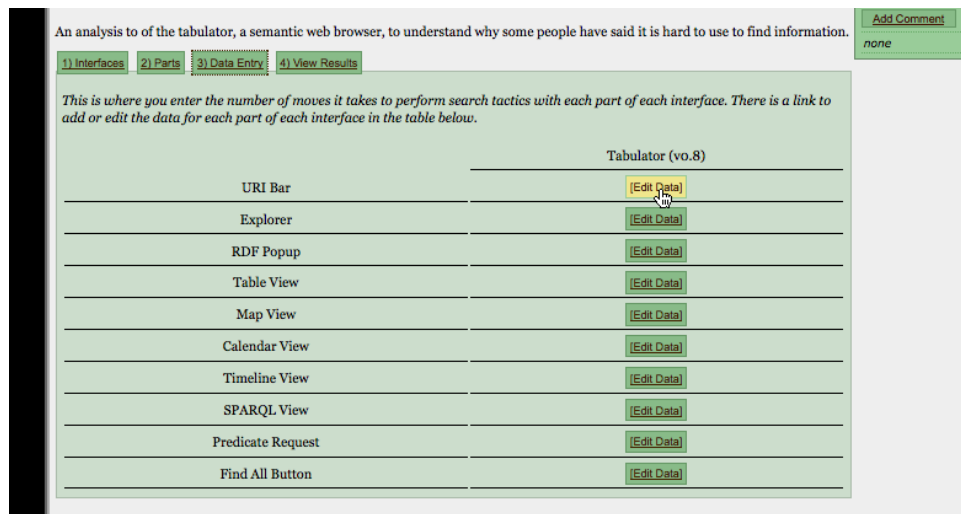 An analysis to of the tabulator, a semantic web browser, to understand why some people have said it is hard to use to find information.
Add Comment
none
1) Interfaces 2) Parts 3) Data Entry 4) View Results
This is where you enter the number of moves it takes to perform search tactics with each part of each interface. There is a link to
add or edit the data for each part of each interface in the table below.
Tabulator (v0.8)
URI Bar [Edit Data]
Explorer [Edit Data]
RDF Popup [Edit Data]
Table View [Edit Data]
Map View [Edit Data]
Calendar View [Edit Data]
Timeline View [Edit Data]
SPARQL View [Edit Data]
Predicate Request [Edit Data]
Find All Button [Edit Data]